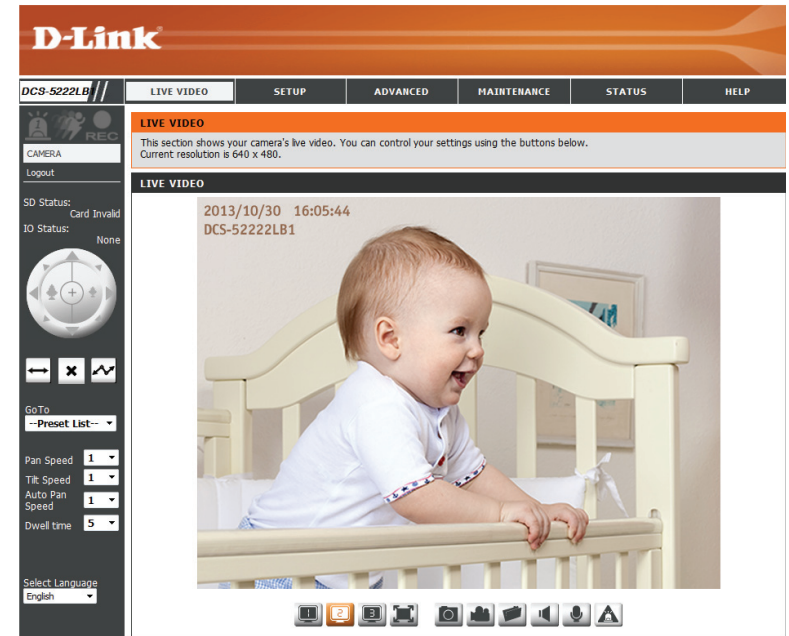 D-Link
DCS-5222LB1
LIVE VIDEO
SETUP
ADVANCED
MAINTENANCE
STATUS
HELP
REC
CAMERA
Logout
SD Status:
Card Invalid
IO Status:
None
GoTo
--Preset List--
Pan Speed 1
Tilt Speed 1
Auto Pan
Speed 1
Dwell time 5
Select Language
English
LIVE VIDEO
This section shows your camera's live video. You can control your settings using the buttons below.
Current resolution is 640 x 480.
LIVE VIDEO
2013/10/30 16:05:44
DCS-52222LB1
1
2
3